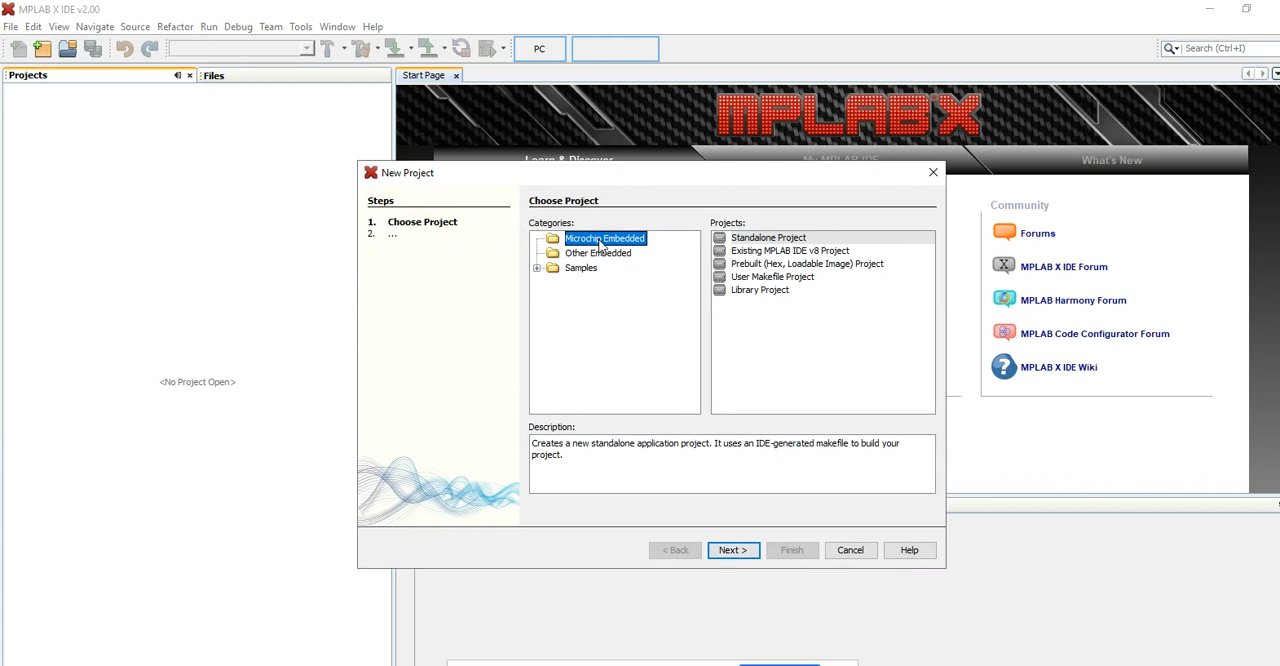 MPLAB X IDE v2.00
File Edit View Navigate Source Refactor Run Debug Team Tools Window Help
PC
Search (Ctrl+I)
Projects
Files
Start Page
MPLAB X
Learn & Discover
My MPLAB IDE
What's New
New Project
Steps
1. Choose Project
2. ...
Choose Project
Categories:
Microchip Embedded
Other Embedded
Samples
Projects:
Standalone Project
Existing MPLAB IDE v8 Project
Prebuilt (Hex, Loadable Image) Project
User Makefile Project
Library Project
Description:
Creates a new standalone application project. It uses an IDE-generated makefile to build your
project.
< Back
Next >
Finish
Cancel
Help
Community
Forums
MPLAB X IDE Forum
MPLAB Harmony Forum
MPLAB Code Configurator Forum
MPLAB X IDE Wiki
<No Project Open>